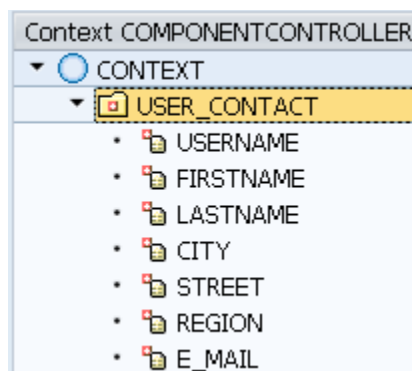 Context COMPONENTCONTROLLER
CONTEXT
USER_CONTACT
USERNAME
FIRSTNAME
LASTNAME
CITY
STREET
REGION
E_MAIL